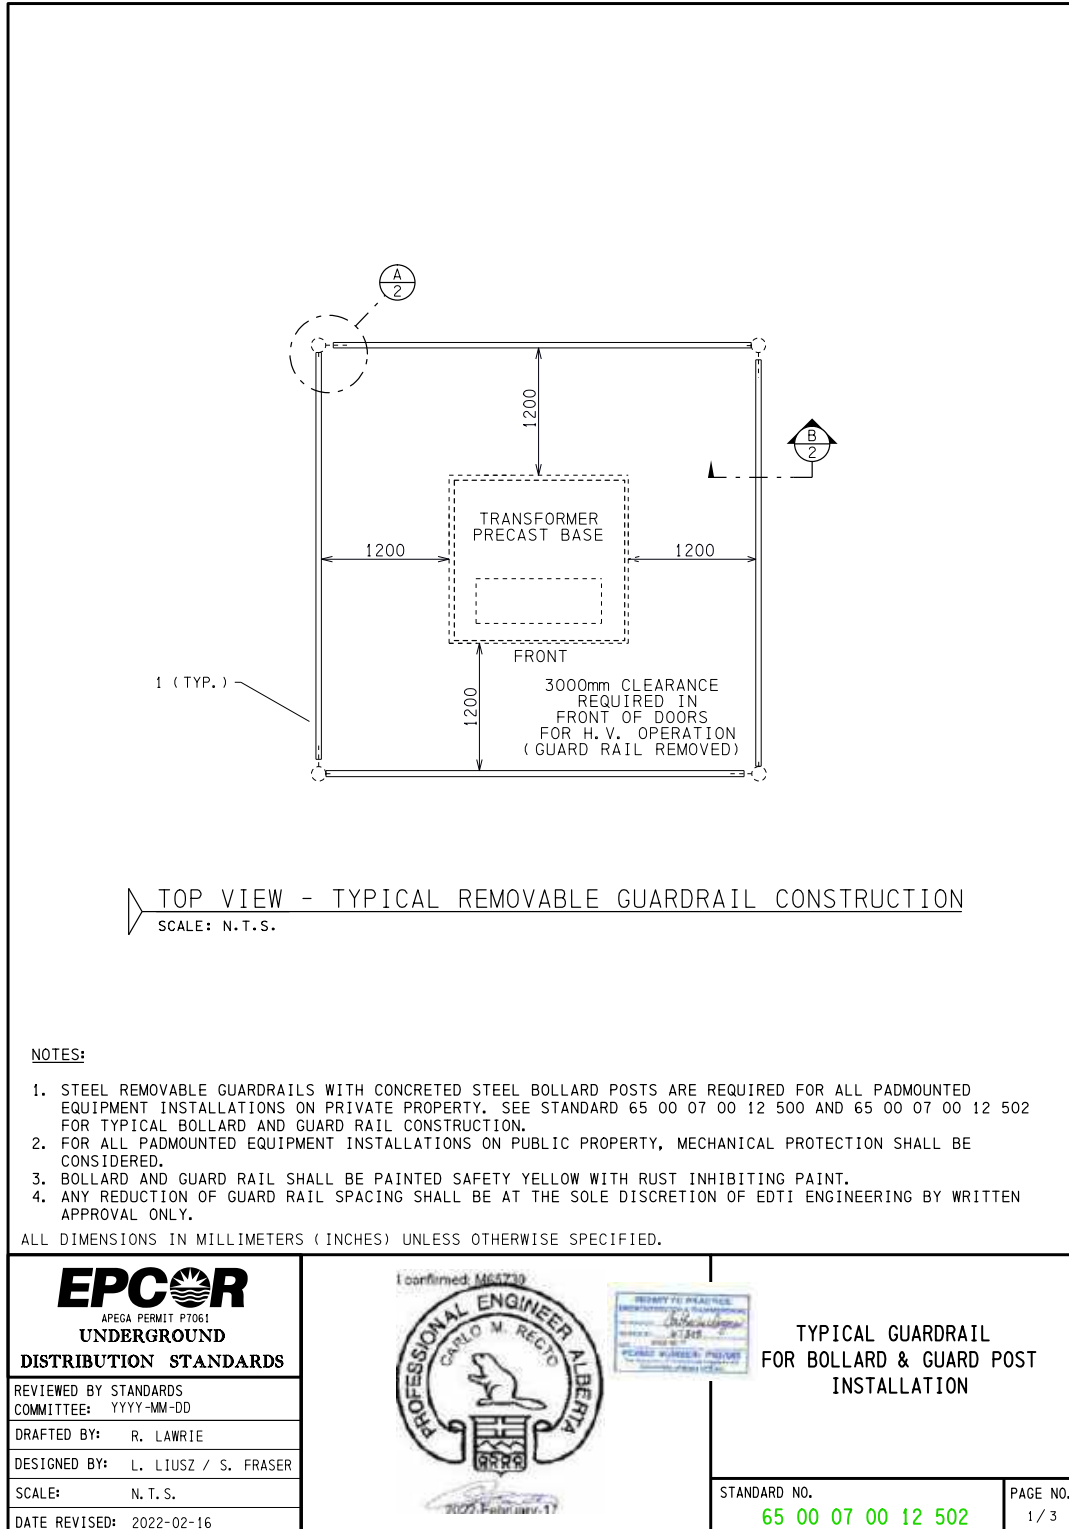 A
2
1200
B
2
TRANSFORMER
PRECAST BASE
1200
1200
FRONT
1 (TYP.)
1200
3000mm CLEARANCE
REQUIRED IN
FRONT OF DOORS
FOR H.V. OPERATION
(GUARD RAIL REMOVED)
TOP VIEW - TYPICAL REMOVABLE GUARDRAIL CONSTRUCTION
SCALE: N.T.S.
NOTES:
1. STEEL REMOVABLE GUARDRAILS WITH CONCRETED STEEL BOLLARD POSTS ARE REQUIRED FOR ALL PADMOUNTED
EQUIPMENT INSTALLATIONS ON PRIVATE PROPERTY. SEE STANDARD 65 00 07 00 12 500 AND 65 00 07 00 12 502
FOR TYPICAL BOLLARD AND GUARD RAIL CONSTRUCTION.
2. FOR ALL PADMOUNTED EQUIPMENT INSTALLATIONS ON PUBLIC PROPERTY, MECHANICAL PROTECTION SHALL BE
CONSIDERED.
3. BOLLARD AND GUARD RAIL SHALL BE PAINTED SAFETY YELLOW WITH RUST INHIBITING PAINT.
4. ANY REDUCTION OF GUARD RAIL SPACING SHALL BE AT THE SOLE DISCRETION OF EDTI ENGINEERING BY WRITTEN
APPROVAL ONLY.
ALL DIMENSIONS IN MILLIMETERS (INCHES) UNLESS OTHERWISE SPECIFIED.
EPCOR
APEGA PERMIT P7061
UNDERGROUND
DISTRIBUTION STANDARDS
REVIEWED BY STANDARDS
COMMITTEE: YYYY-MM-DD
DRAFTED BY: R. LAWRIE
DESIGNED BY: L. LIUSZ / S. FRASER
SCALE: N.T.S.
DATE REVISED: 2022-02-16
I confirmed: M65730
PROFESSIONAL ENGINEER ALBERTA
CARLO M. RECTO
2022-February-17
PERMIT TO PRACTICE
TYPICAL GUARDRAIL
FOR BOLLARD & GUARD POST
INSTALLATION
STANDARD NO.
65 00 07 00 12 502
PAGE NO.
1/3